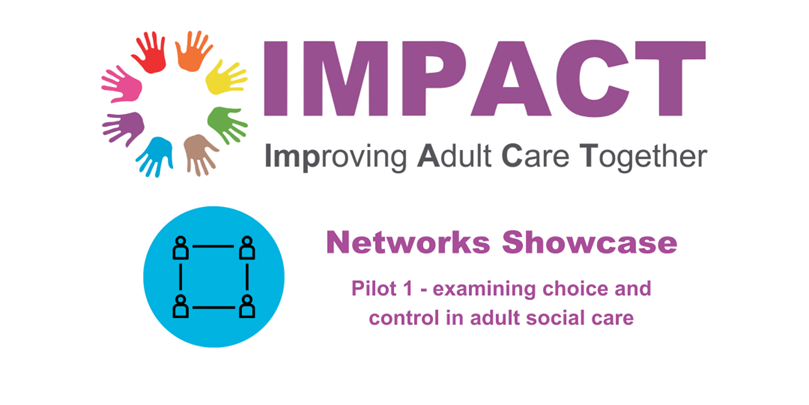 IMPACT
Improving Adult Care Together
Networks Showcase
Pilot 1 - examining choice and
control in adult social care